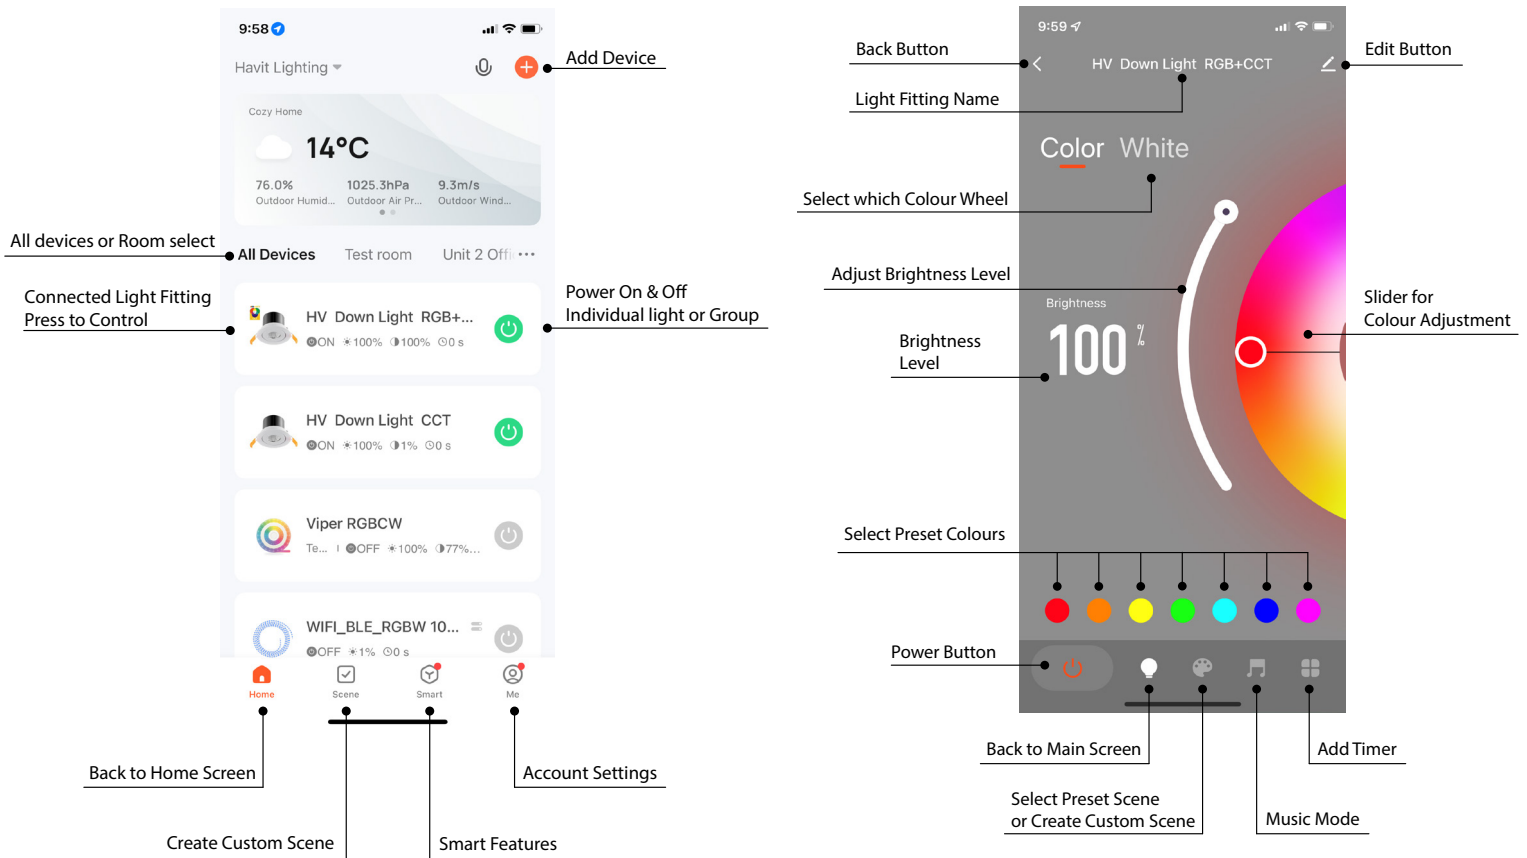 9:58
Havit Lighting
Add Device
Cozy Home
14°C
76.0% 1025.3hPa 9.3m/s
Outdoor Humid... Outdoor Air Pr... Outdoor Wind...
All devices or Room select
All Devices Test room Unit 2 Offi
Connected Light Fitting
Press to Control
HV Down Light RGB+...
ON 100% 100% 0 s
Power On & Off
Individual light or Group
HV Down Light CCT
ON 100% 1% 0 s
Viper RGBCW
Te... | OFF 100% 77%...
WIFI_BLE_RGBW 10...
OFF 1% 0 s
Home Scene Smart Me
Back to Home Screen
Account Settings
Create Custom Scene
Smart Features
9:59
Back Button
HV Down Light RGB+CCT
Edit Button
Light Fitting Name
Color White
Select which Colour Wheel
Adjust Brightness Level
Brightness
100 %
Brightness
Level
Slider for
Colour Adjustment
Select Preset Colours
Power Button
Back to Main Screen
Add Timer
Select Preset Scene
or Create Custom Scene
Music Mode